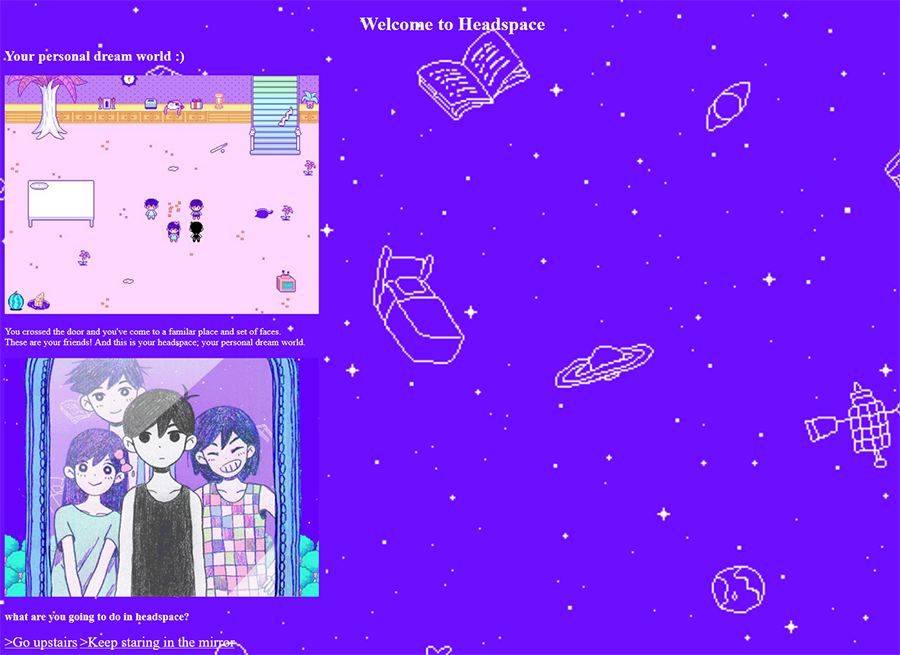 Welcome to Headspace
Your personal dream world :)
You crossed the door and you've come to a familar place and set of faces.
These are your friends! And this is your headspace; your personal dream world.
what are you going to do in headspace?
>Go upstairs >Keep staring in the mirror